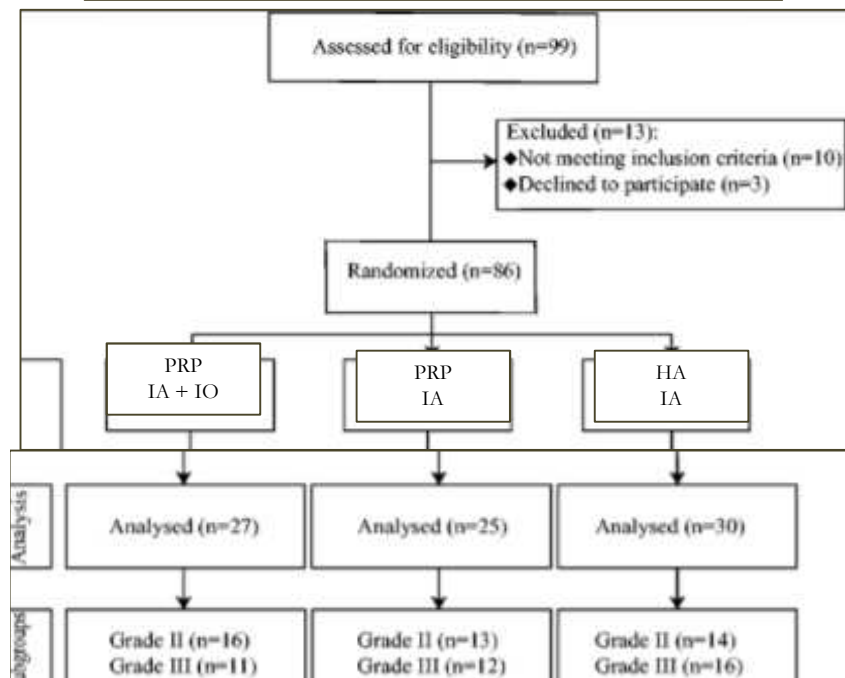 Assessed for eligibility (n=99)
Excluded (n=13):
◆Not meeting inclusion criteria (n=10)
◆Declined to participate (n=3)
Randomized (n=86)
PRP
IA + IO
PRP
IA
HA
IA
Analysis
Analysed (n=27)
Analysed (n=25)
Analysed (n=30)
Grade II (n=16)
Grade III (n=11)
Grade II (n=13)
Grade III (n=12)
Grade II (n=14)
Grade III (n=16)